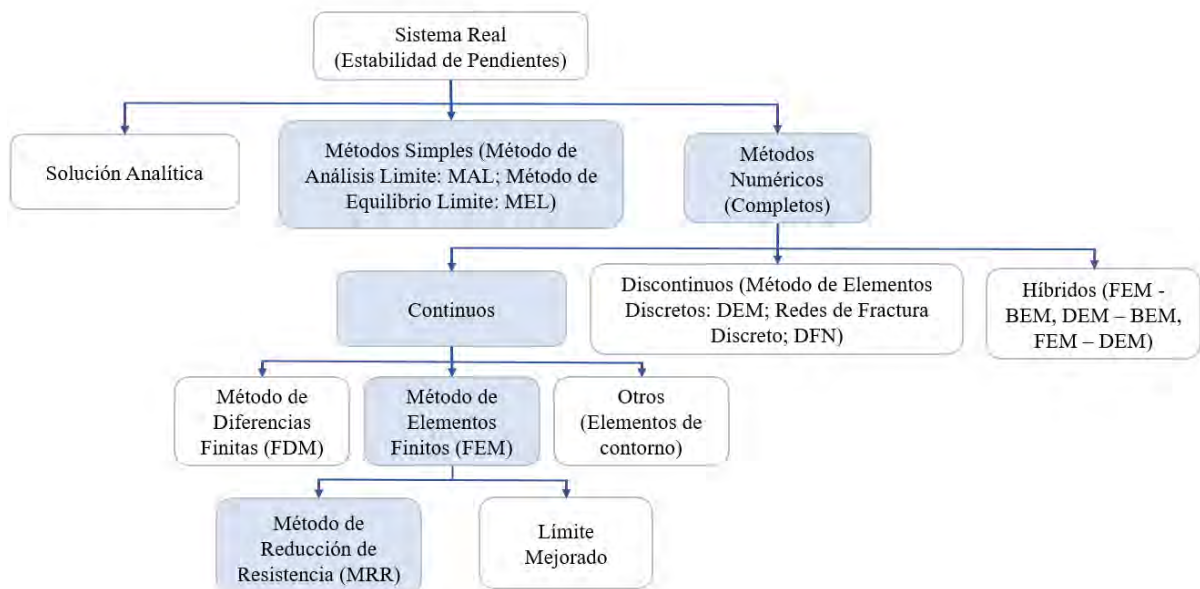 Sistema Real
(Estabilidad de Pendientes)
Solución Analítica
Métodos Simples (Método de
Análisis Limite: MAL; Método de
Equilibrio Limite: MEL)
Métodos
Numéricos
(Completos)
Continuos
Discontinuos (Método de Elementos
Discretos: DEM; Redes de Fractura
Discreto; DFN)
Híbridos (FEM -
BEM, DEM – BEM,
FEM – DEM)
Método de
Diferencias
Finitas (FDM)
Método de
Elementos
Finitos (FEM)
Otros
(Elementos de
contorno)
Método de
Reducción de
Resistencia (MRR)
Límite
Mejorado